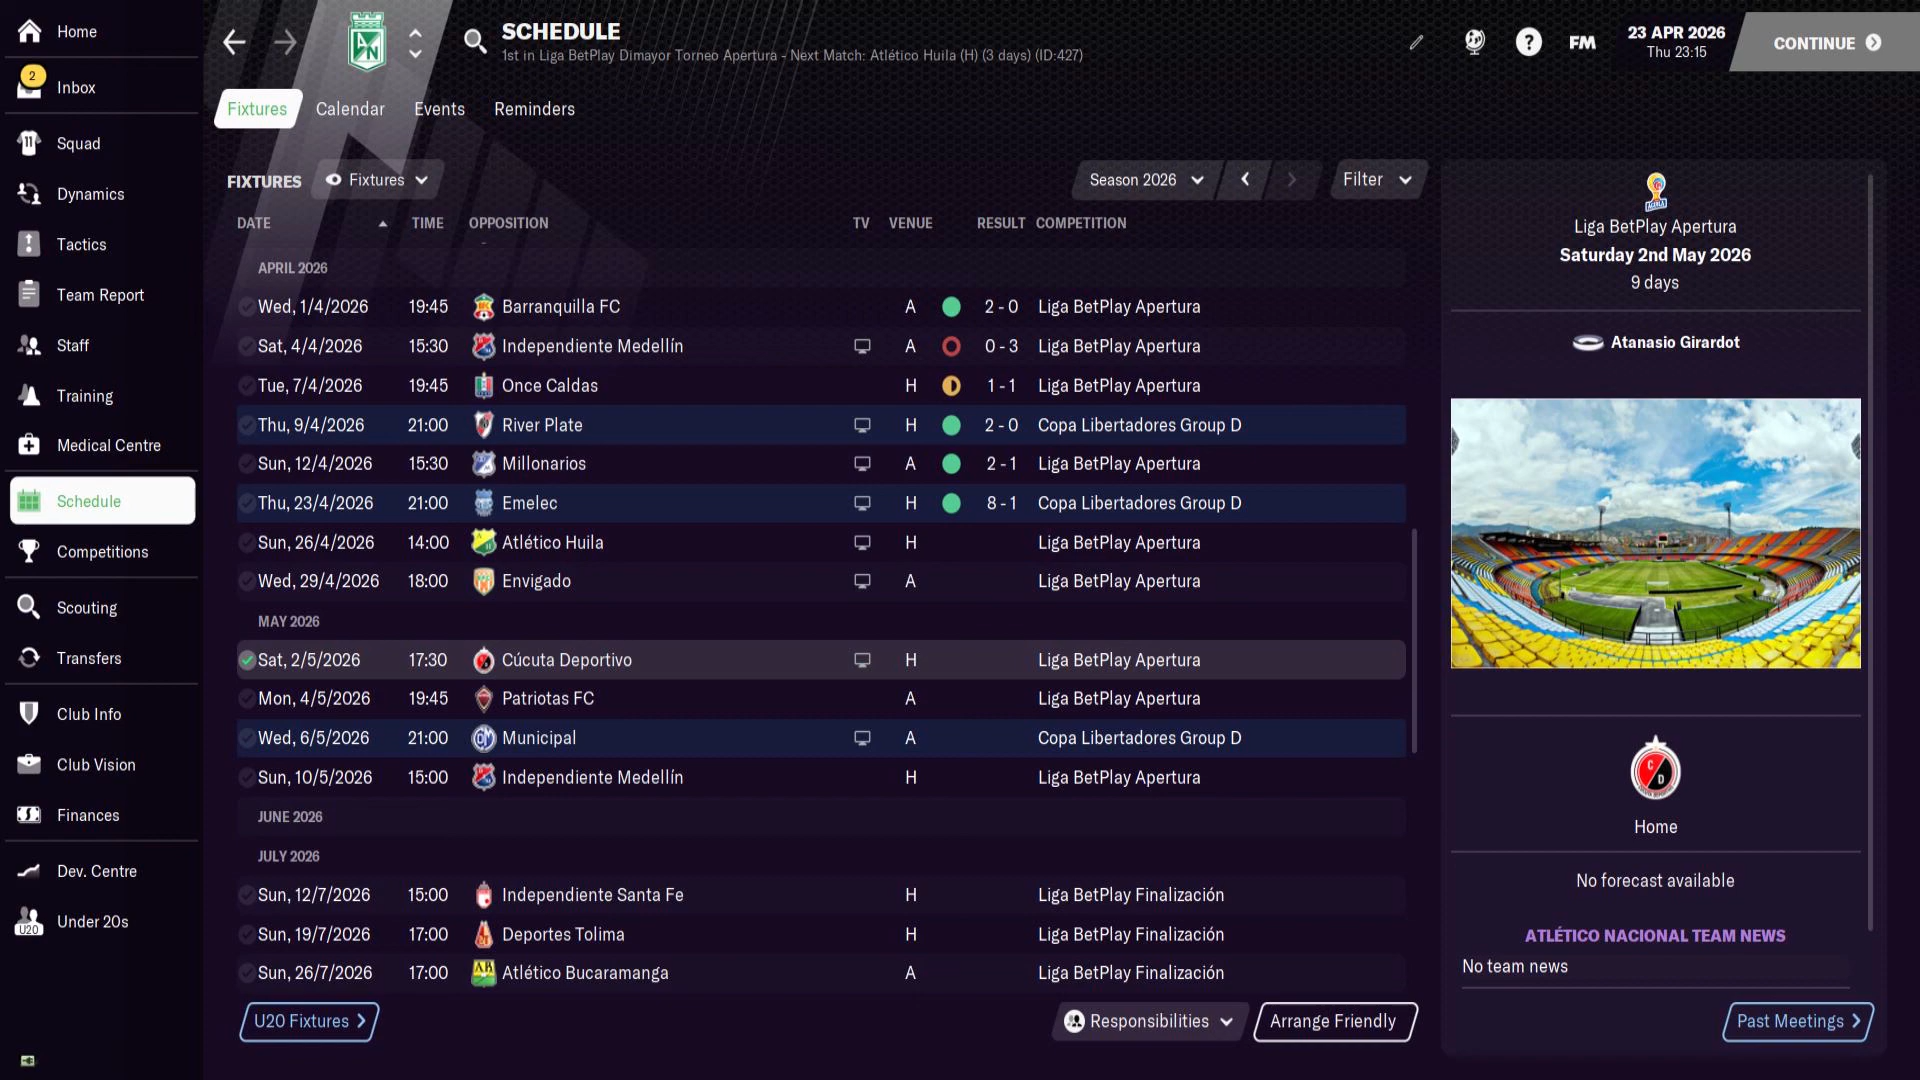 Home
2
Inbox
11
Squad
Dynamics
Tactics
Team Report
Staff
Training
Medical Centre
Schedule
Competitions
Scouting
Transfers
Club Info
Club Vision
Finances
Dev. Centre
U20
Under 20s
SCHEDULE
1st in Liga BetPlay Dimayor Torneo Apertura - Next Match: Atlético Huila (H) (3 days) (ID:427)
?
FM
23 APR 2026
Thu 23:15
CONTINUE
Fixtures Calendar Events Reminders
FIXTURES Fixtures Season 2026 Filter
DATE TIME OPPOSITION TV VENUE RESULT COMPETITION
APRIL 2026
Wed, 1/4/2026 19:45 Barranquilla FC A 2 - 0 Liga BetPlay Apertura
Sat, 4/4/2026 15:30 Independiente Medellín A 0 - 3 Liga BetPlay Apertura
Tue, 7/4/2026 19:45 Once Caldas H 1 - 1 Liga BetPlay Apertura
Thu, 9/4/2026 21:00 River Plate H 2 - 0 Copa Libertadores Group D
Sun, 12/4/2026 15:30 Millonarios A 2 - 1 Liga BetPlay Apertura
Thu, 23/4/2026 21:00 Emelec H 8 - 1 Copa Libertadores Group D
Sun, 26/4/2026 14:00 Atlético Huila H Liga BetPlay Apertura
Wed, 29/4/2026 18:00 Envigado A Liga BetPlay Apertura
MAY 2026
Sat, 2/5/2026 17:30 Cúcuta Deportivo H Liga BetPlay Apertura
Mon, 4/5/2026 19:45 Patriotas FC A Liga BetPlay Apertura
Wed, 6/5/2026 21:00 Municipal A Copa Libertadores Group D
Sun, 10/5/2026 15:00 Independiente Medellín H Liga BetPlay Apertura
JUNE 2026
JULY 2026
Sun, 12/7/2026 15:00 Independiente Santa Fe H Liga BetPlay Finalización
Sun, 19/7/2026 17:00 Deportes Tolima H Liga BetPlay Finalización
Sun, 26/7/2026 17:00 Atlético Bucaramanga A Liga BetPlay Finalización
U20 Fixtures Responsibilities Arrange Friendly
Liga BetPlay Apertura
Saturday 2nd May 2026
9 days
Atanasio Girardot
C
D
Home
No forecast available
ATLÉTICO NACIONAL TEAM NEWS
No team news
Past Meetings